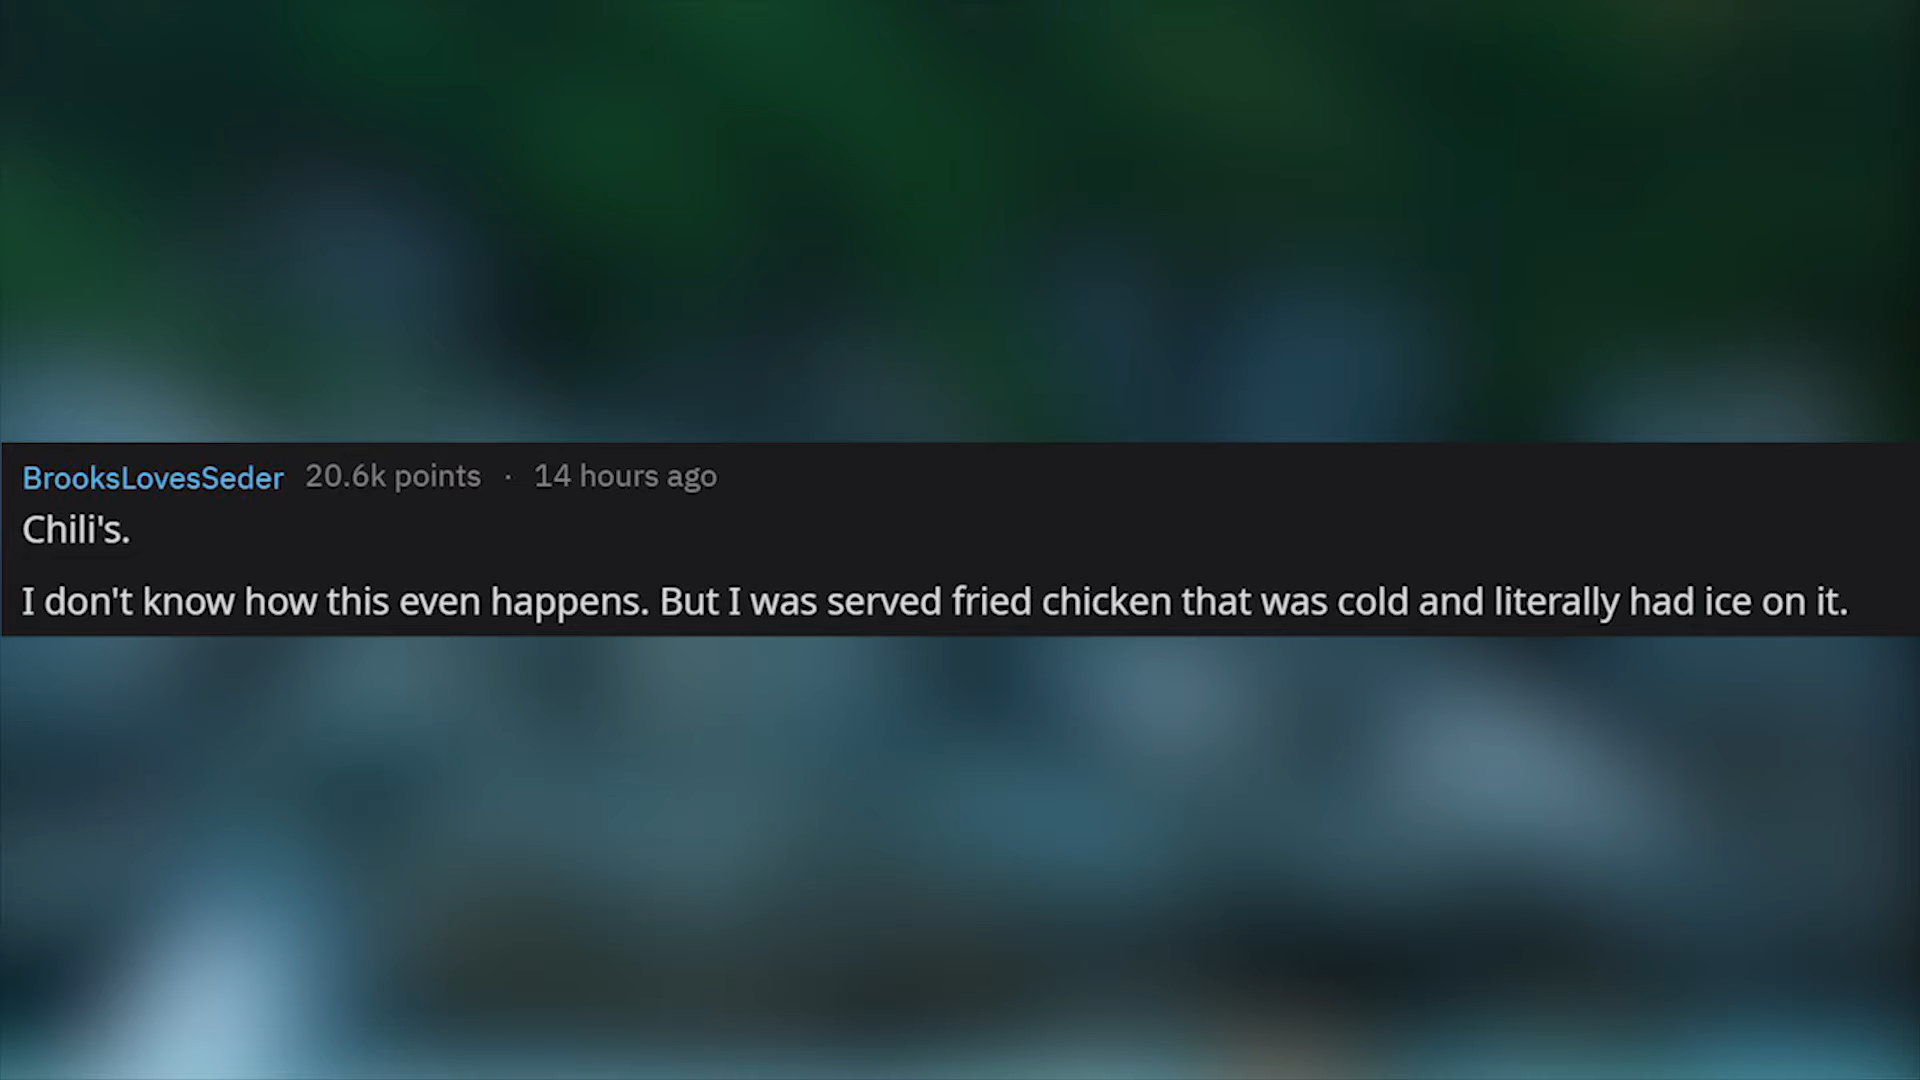 BrooksLovesSeder 20.6k points · 14 hours ago
Chili's.
I don't know how this even happens. But I was served fried chicken that was cold and literally had ice on it.